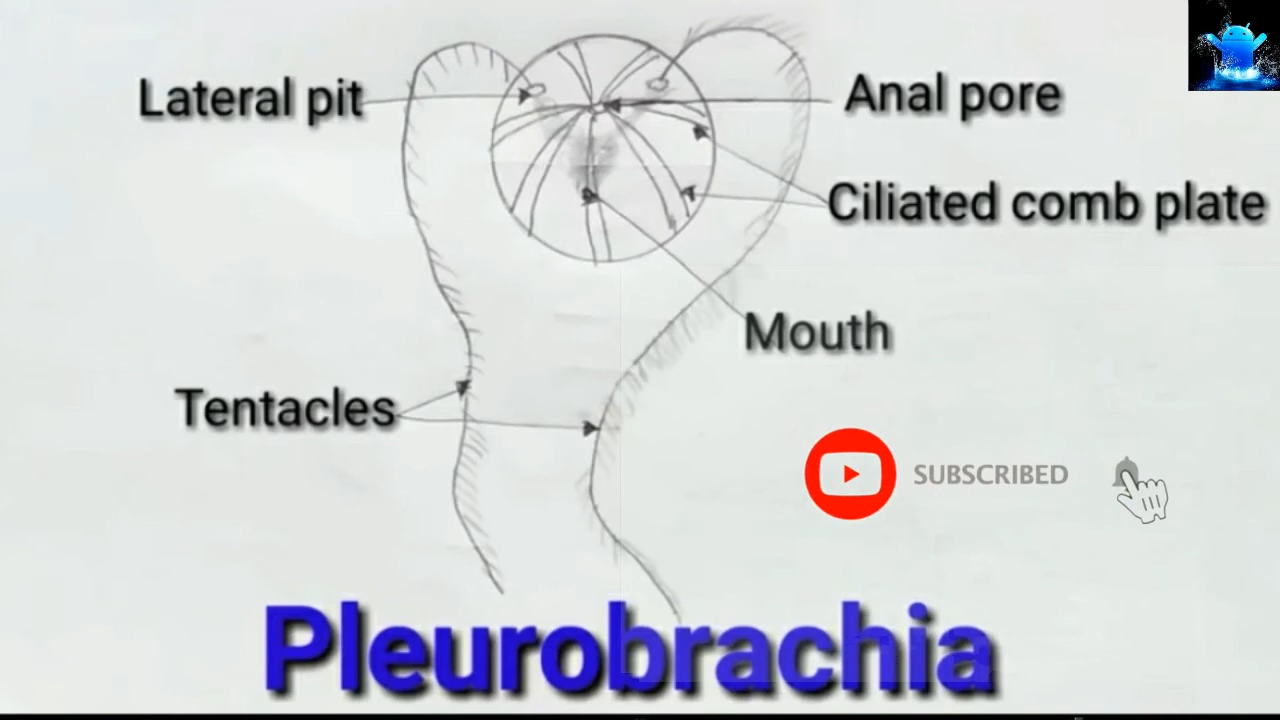 Lateral pit
Anal pore
Ciliated comb plate
Mouth
Tentacles
SUBSCRIBED
Pleurobrachia